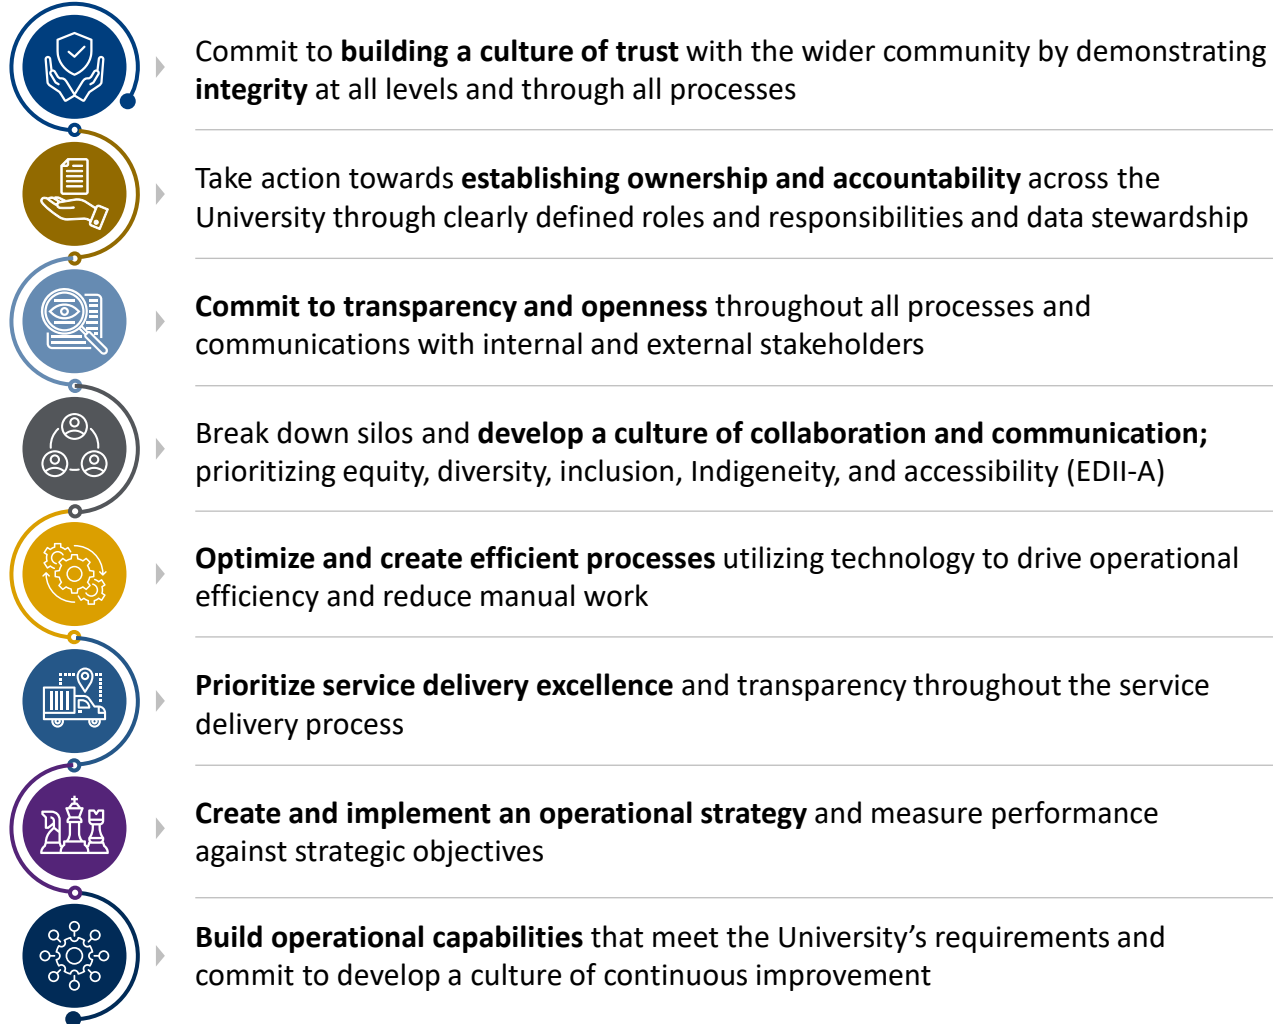 Commit to building a culture of trust with the wider community by demonstrating
integrity at all levels and through all processes
Take action towards establishing ownership and accountability across the
University through clearly defined roles and responsibilities and data stewardship
Commit to transparency and openness throughout all processes and
communications with internal and external stakeholders
Break down silos and develop a culture of collaboration and communication;
prioritizing equity, diversity, inclusion, Indigeneity, and accessibility (EDII-A)
Optimize and create efficient processes utilizing technology to drive operational
efficiency and reduce manual work
Prioritize service delivery excellence and transparency throughout the service
delivery process
Create and implement an operational strategy and measure performance
against strategic objectives
Build operational capabilities that meet the University’s requirements and
commit to develop a culture of continuous improvement